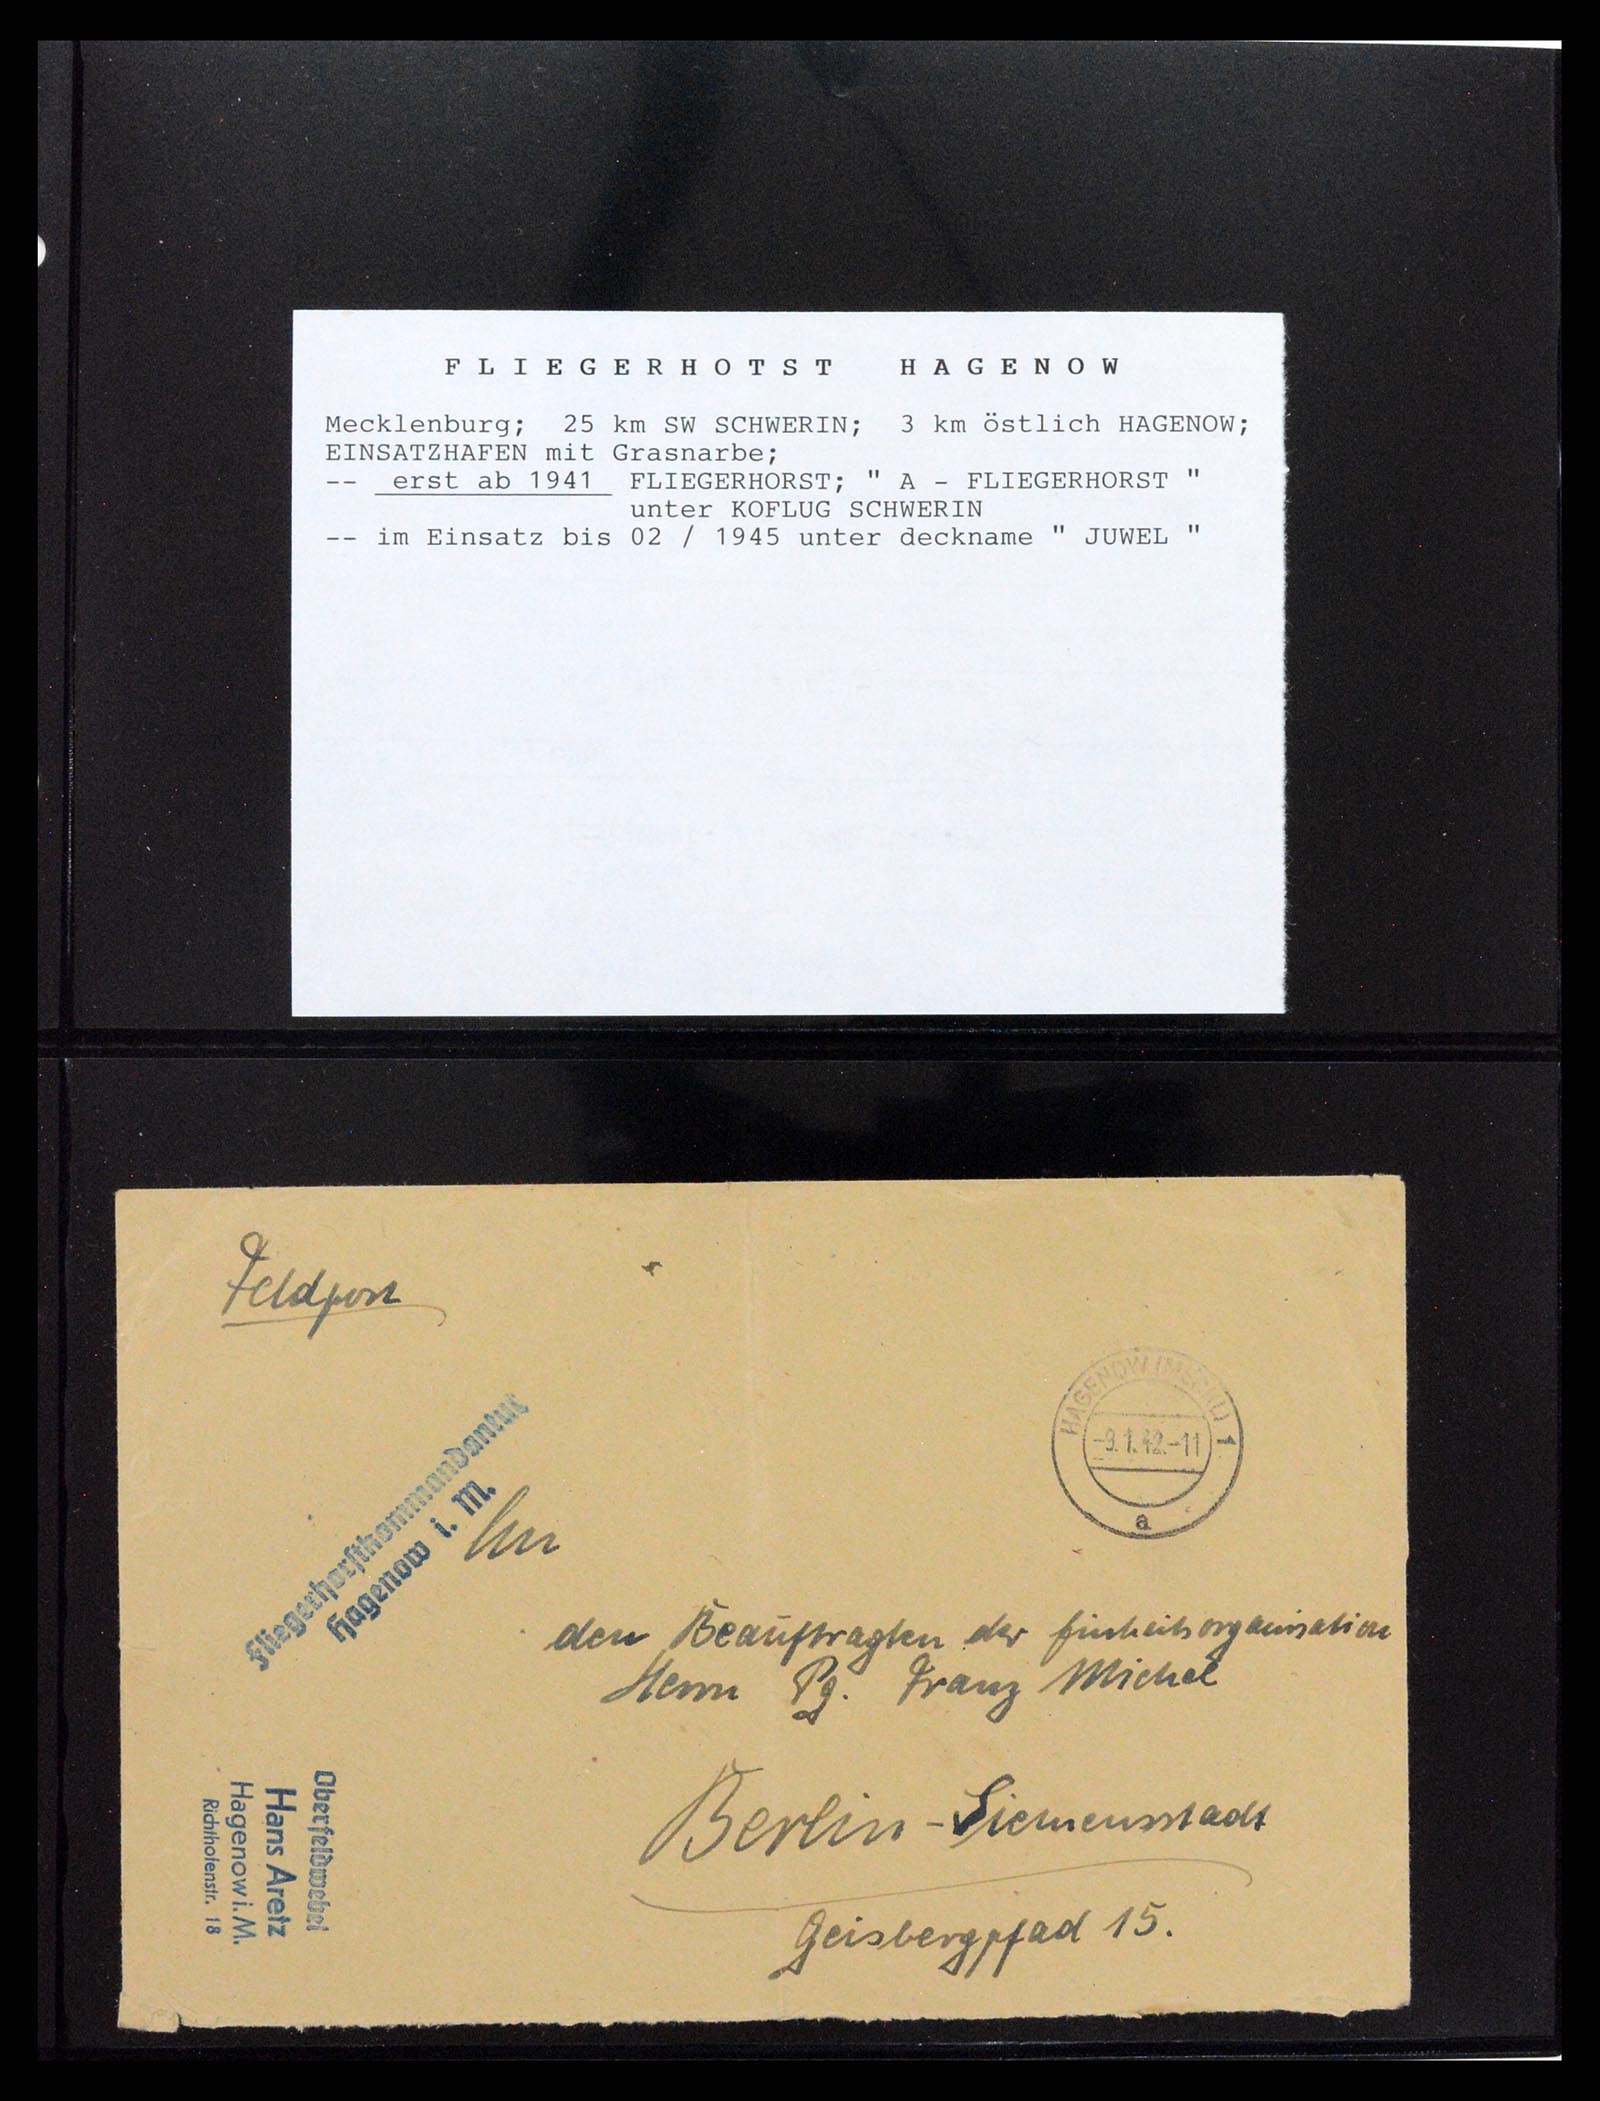 FLIEGERHOTST HAGENOW
Mecklenburg; 25 km SW SCHWERIN; 3 km östlich HAGENOW;
EINSATZHAFEN mit Grasnarbe;
-- erst ab 1941 FLIEGERHORST; " A - FLIEGERHORST "
unter KOFLUG SCHWERIN
-- im Einsatz bis 02 / 1945 unter deckname " JUWEL "
Feldpost
HAGENOW (MECKL) 1
-9.1.42.-11
a
Fliegerhorstkommandantur
Hagenow i. M.
An
den Beauftragten der Einheitsorganisation
Herrn Pg. Franz Michel
Berlin-Siemensstadt
Geisbergpfad 15.
Oberfeldwebel
Hans Aretz
Hagenow i. M.
Richthofenstr. 18